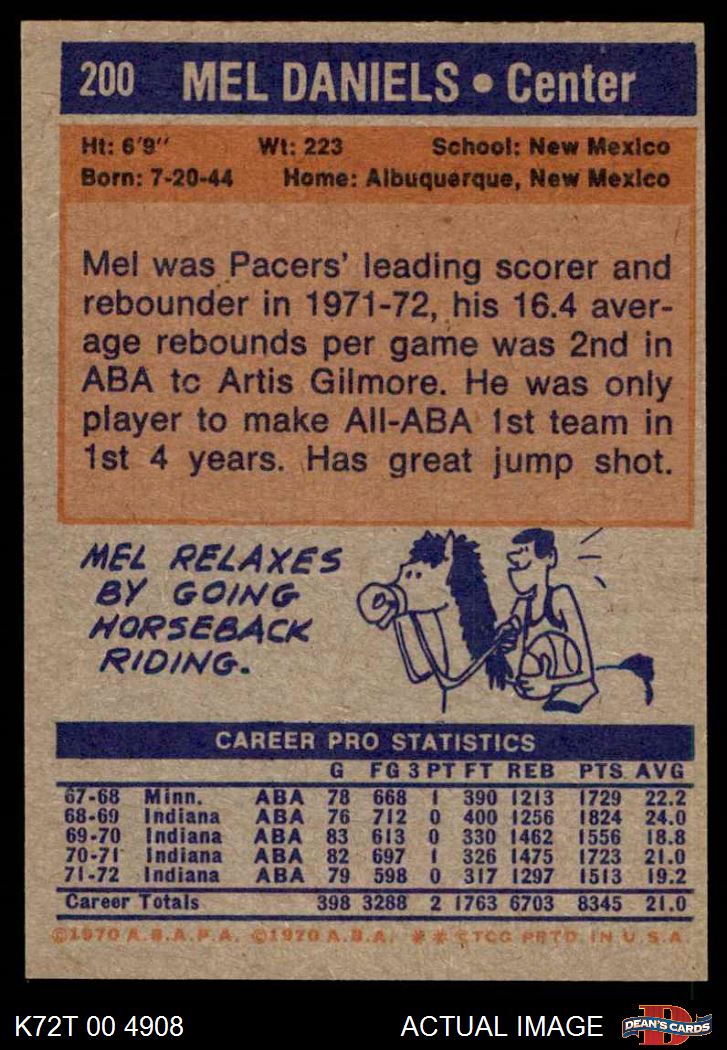 200 MEL DANIELS • Center
Ht: 6'9" Wt: 223 School: New Mexico
Born: 7-20-44 Home: Albuquerque, New Mexico
Mel was Pacers' leading scorer and
rebounder in 1971-72, his 16.4 aver-
age rebounds per game was 2nd in
ABA tc Artis Gilmore. He was only
player to make All-ABA 1st team in
1st 4 years. Has great jump shot.
MEL RELAXES
BY GOING
HORSEBACK
RIDING.
CAREER PRO STATISTICS
G FG 3PT FT REB PTS AVG
67-68 Minn. ABA 78 668 1 390 1213 1729 22.2
68-69 Indiana ABA 76 712 0 400 1256 1824 24.0
69-70 Indiana ABA 83 613 0 330 1462 1556 18.8
70-71 Indiana ABA 82 697 1 326 1475 1723 21.0
71-72 Indiana ABA 79 598 0 317 1297 1513 19.2
Career Totals 398 3288 2 1763 6703 8345 21.0
©1970 A.B.A.P.A. ©1970 A.B.A. ** © TCG PRTD. IN U.S.A.
K72T 00 4908 ACTUAL IMAGE D DEAN'S CARDS